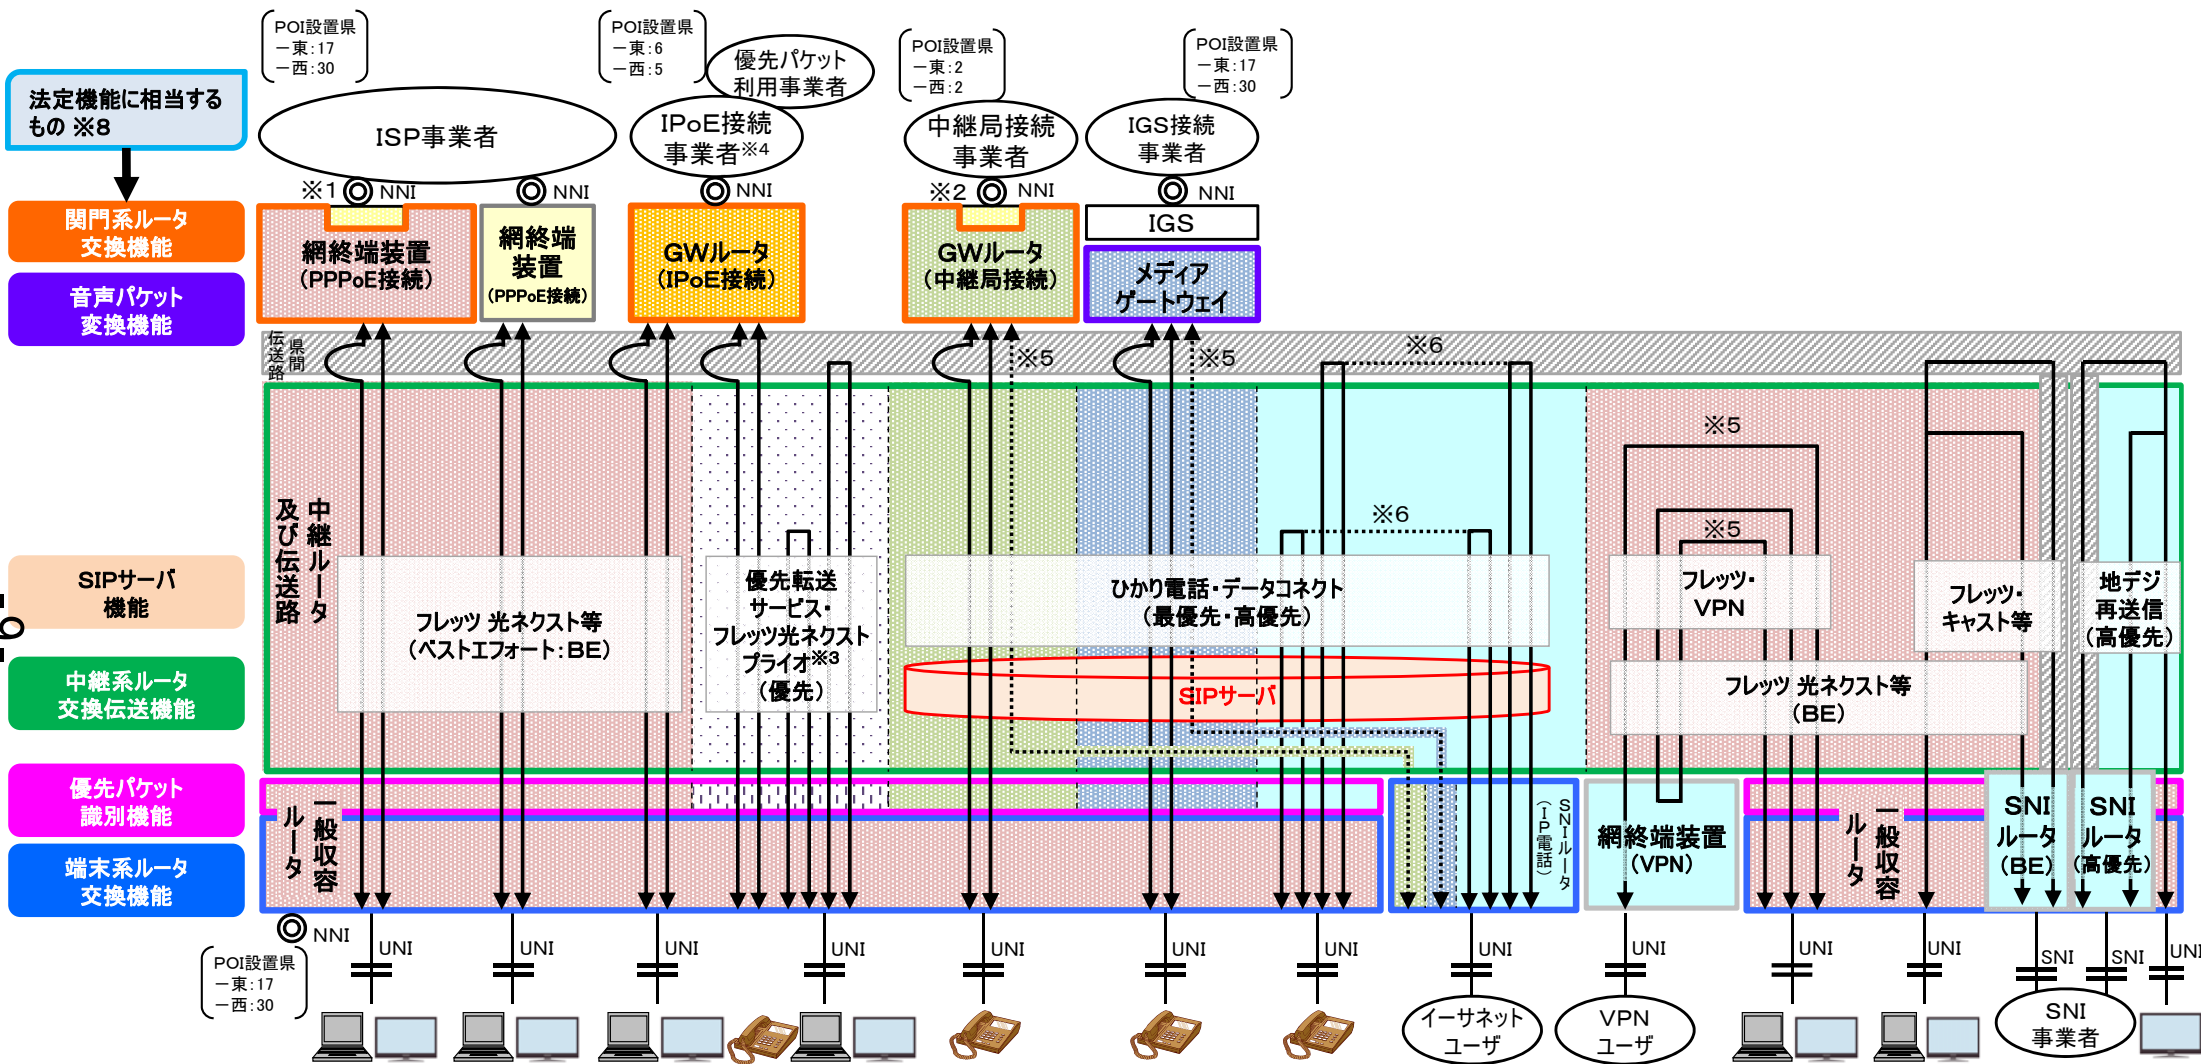 POI設置県
－東:17
－西:30
POI設置県
－東:6
－西:5
優先パケット
利用事業者
POI設置県
－東:2
－西:2
POI設置県
－東:17
－西:30
法定機能に相当する
もの ※8
ISP事業者
IPoE接続
事業者※4
中継局接続
事業者
IGS接続
事業者
※1
NNI
NNI
NNI
※2
NNI
NNI
関門系ルータ
交換機能
網終端装置
(PPPoE接続)
網終端
装置
(PPPoE接続)
GWルータ
(IPoE接続)
GWルータ
(中継局接続)
IGS
メディア
ゲートウェイ
音声パケット
変換機能
県間
伝送路
※5
※5
※6
※5
※6
※5
中継ルータ
及び伝送路
SIPサーバ
機能
フレッツ 光ネクスト等
(ベストエフォート:BE)
優先転送
サービス・
フレッツ光ネクスト
プライオ※3
(優先)
ひかり電話・データコネクト
(最優先・高優先)
フレッツ・
VPN
フレッツ・
キャスト等
地デジ
再送信
(高優先)
中継系ルータ
交換伝送機能
SIPサーバ
フレッツ 光ネクスト等
(BE)
優先パケット
識別機能
一般収容
ルータ
SNIルータ
(IP電話)
網終端装置
(VPN)
一般収容
ルータ
SNI
ルータ
(BE)
SNI
ルータ
(高優先)
端末系ルータ
交換機能
NNI
POI設置県
－東:17
－西:30
UNI
UNI
UNI
UNI
UNI
UNI
UNI
UNI
UNI
UNI
UNI
SNI
SNI
UNI
イーサネット
ユーザ
VPN
ユーザ
SNI
事業者